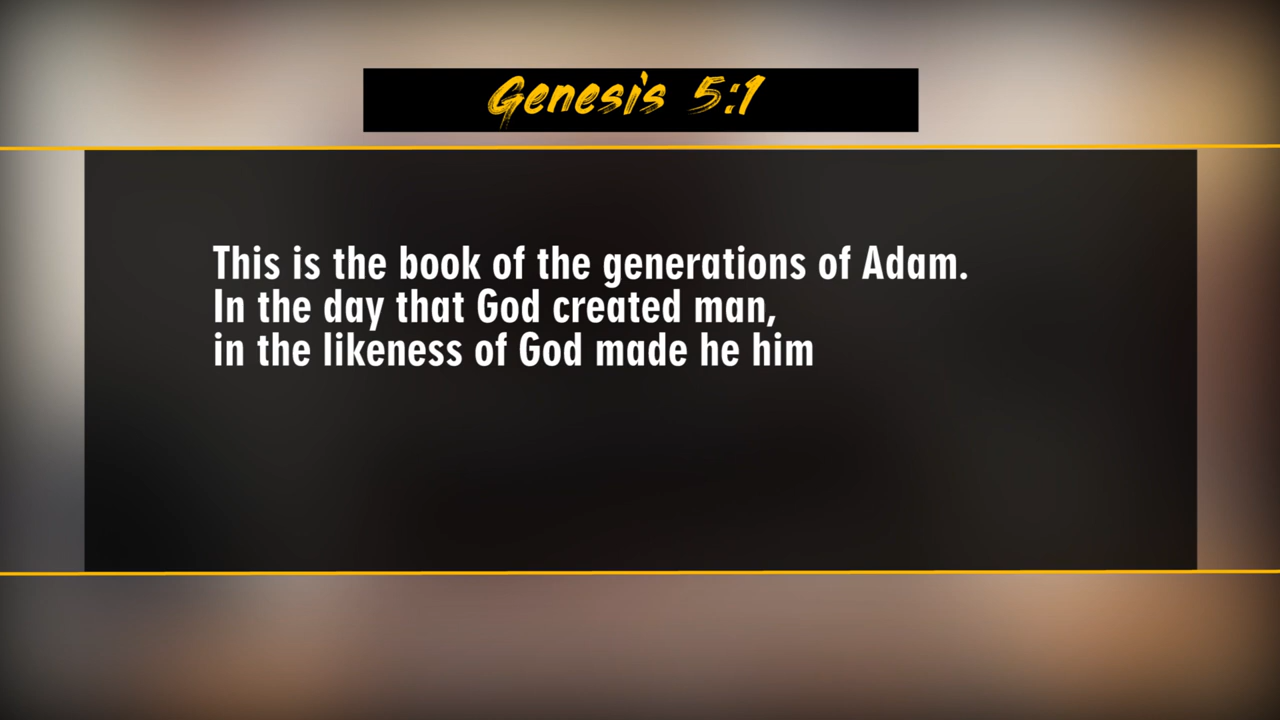 Genesis 5:1
This is the book of the generations of Adam.
In the day that God created man,
in the likeness of God made he him